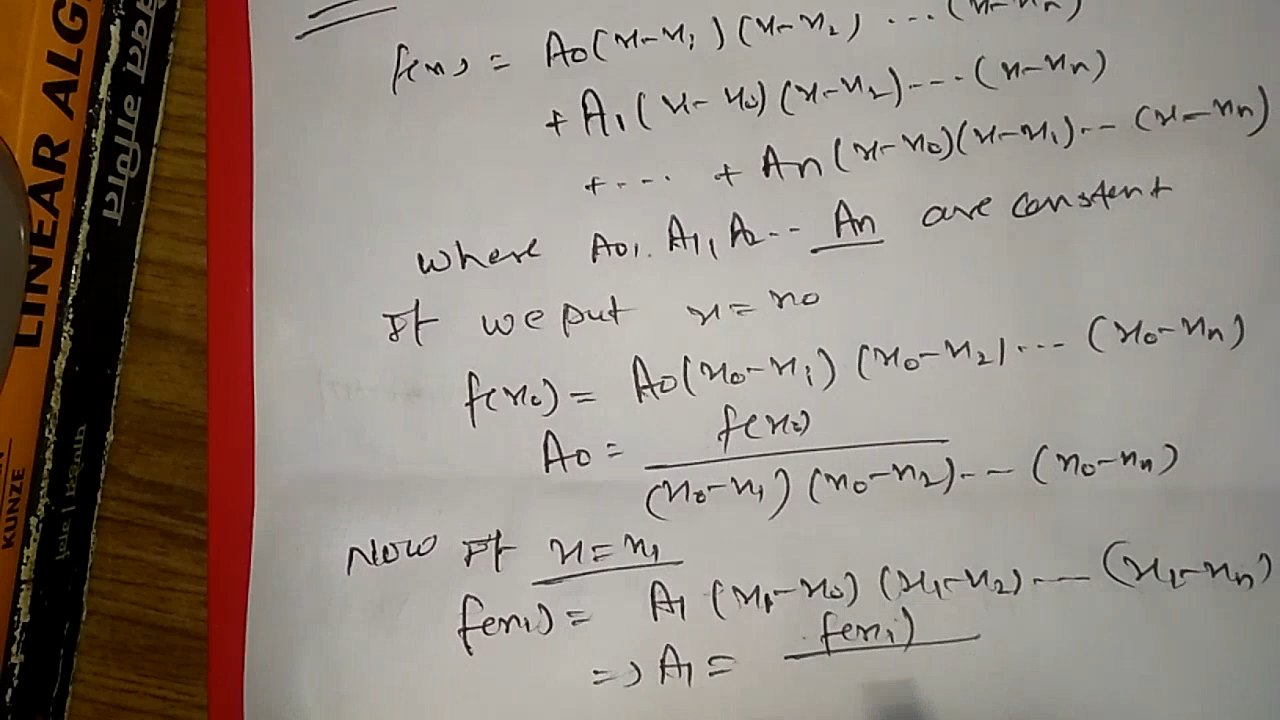 f(x) = A0(x-x1)(x-x2) ... (x-xn)
+ A1(x-x0)(x-x2)---(x-xn)
+ ---. + An(x-x0)(x-x1)-- (x-xn)
where A0, A1, A2-- An are constent
If we put x = x0
f(x0) = A0(x0-x1)(x0-x2)... (x0-xn)
A0 = f(x0) / (x0-x1)(x0-x2)-- (x0-xn)
Now If x = x1
f(x1) = A1 (x1-x0)(x1-x2)--- (x1-xn)
=> A1 = f(x1)
LINEAR ALG
KUNZE